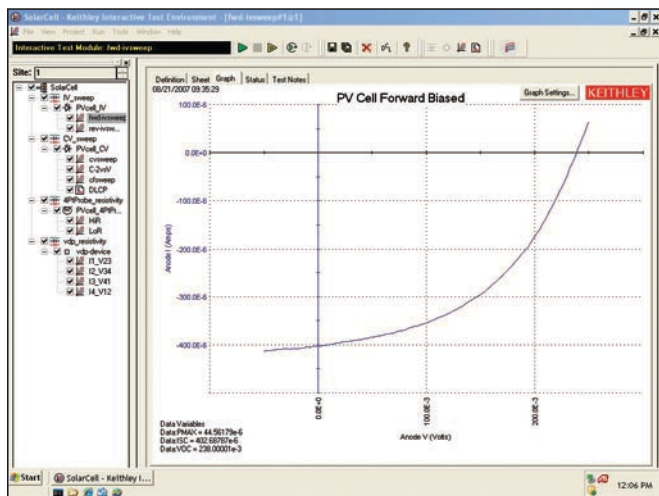 SolarCell - Keithley Interactive Test Environment - [fwd-ivsweep#1@1]
File View Project Run Tools Window Help
Interactive Test Module: fwd-ivsweep
Site: 1
SolarCell
IV_sweep
PVcell_IV
fwd-ivsweep
rev-ivsw...
CV_sweep
PVcell_CV
cvsweep
C-2vsV
cfsweep
DLCP
4PtProbe_resistivity
PVcell_4PtPr...
HiR
LoR
vdp_resistivity
vdp-device
I1_V23
I2_V34
I3_V41
I4_V12
Definition Sheet Graph Status Test Notes
08/21/2007 09:35:29
PV Cell Forward Biased
Graph Settings...
KEITHLEY
100.0E-6
0.0E+0
-100.0E-6
-200.0E-6
-300.0E-6
-400.0E-6
Anode I (Amps)
0.0E+0
100.0E-3
200.0E-3
Anode V (Volts)
Data Variables
Data:PMAX = 44.56179e-6
Data:ISC = 402.68787e-6
Data:VOC = 238.00001e-3
Start
SolarCell - Keithley I...
12:06 PM